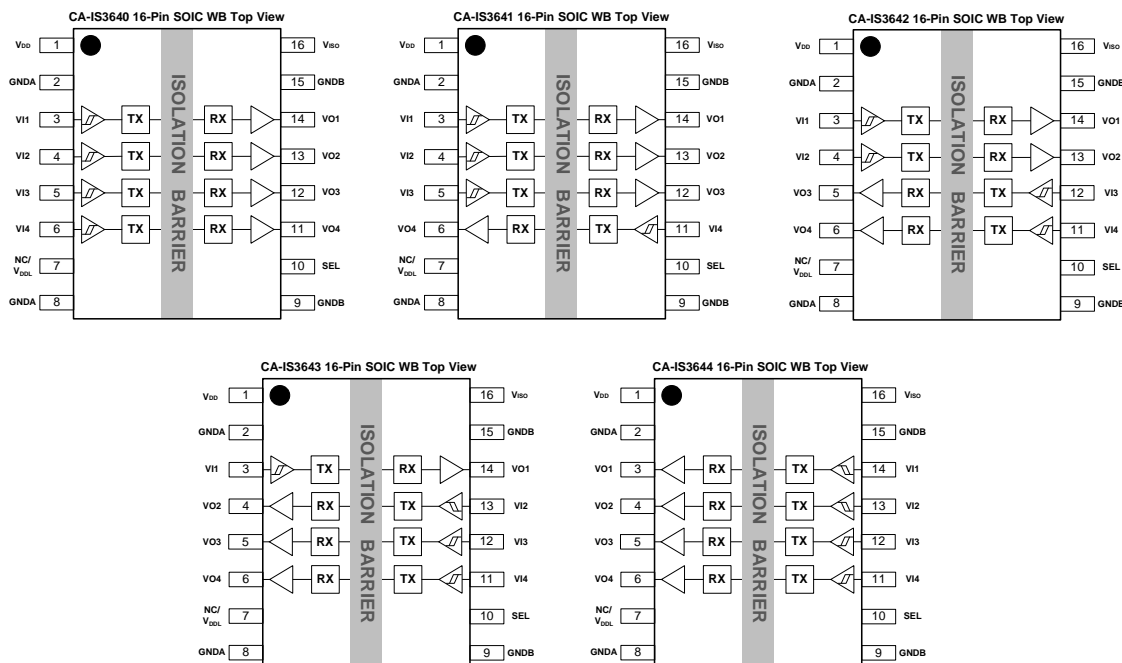 CA-IS3640 16-Pin SOIC WB Top View
VDD 1 16 VISO
GNDA 2 15 GNDB
VI1 3 TX RX 14 VO1
VI2 4 TX RX 13 VO2
VI3 5 TX RX 12 VO3
VI4 6 TX RX 11 VO4
NC/
VDDL 7 10 SEL
GNDA 8 9 GNDB
ISOLATION BARRIER
CA-IS3641 16-Pin SOIC WB Top View
VDD 1 16 VISO
GNDA 2 15 GNDB
VI1 3 TX RX 14 VO1
VI2 4 TX RX 13 VO2
VI3 5 TX RX 12 VO3
VO4 6 RX TX 11 VI4
NC/
VDDL 7 10 SEL
GNDA 8 9 GNDB
ISOLATION BARRIER
CA-IS3642 16-Pin SOIC WB Top View
VDD 1 16 VISO
GNDA 2 15 GNDB
VI1 3 TX RX 14 VO1
VI2 4 TX RX 13 VO2
VO3 5 RX TX 12 VI3
VO4 6 RX TX 11 VI4
NC/
VDDL 7 10 SEL
GNDA 8 9 GNDB
ISOLATION BARRIER
CA-IS3643 16-Pin SOIC WB Top View
VDD 1 16 VISO
GNDA 2 15 GNDB
VI1 3 TX RX 14 VO1
VO2 4 RX TX 13 VI2
VO3 5 RX TX 12 VI3
VO4 6 RX TX 11 VI4
NC/
VDDL 7 10 SEL
GNDA 8 9 GNDB
ISOLATION BARRIER
CA-IS3644 16-Pin SOIC WB Top View
VDD 1 16 VISO
GNDA 2 15 GNDB
VO1 3 RX TX 14 VI1
VO2 4 RX TX 13 VI2
VO3 5 RX TX 12 VI3
VO4 6 RX TX 11 VI4
NC/
VDDL 7 10 SEL
GNDA 8 9 GNDB
ISOLATION BARRIER